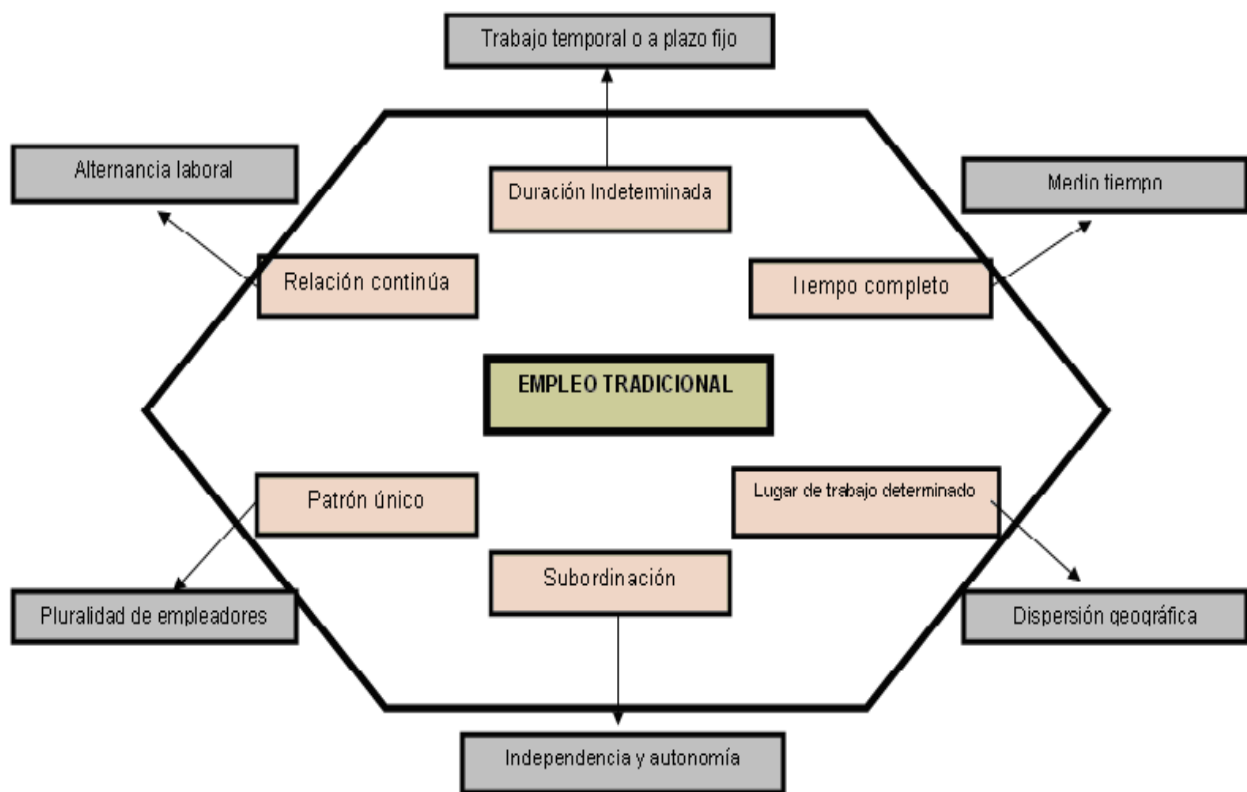 Trabajo temporal o a plazo fijo
Alternancia laboral
Medio tiempo
Duración Indeterminada
Relación continúa
Tiempo completo
EMPLEO TRADICIONAL
Patrón único
Lugar de trabajo determinado
Subordinación
Pluralidad de empleadores
Dispersión geográfica
Independencia y autonomía